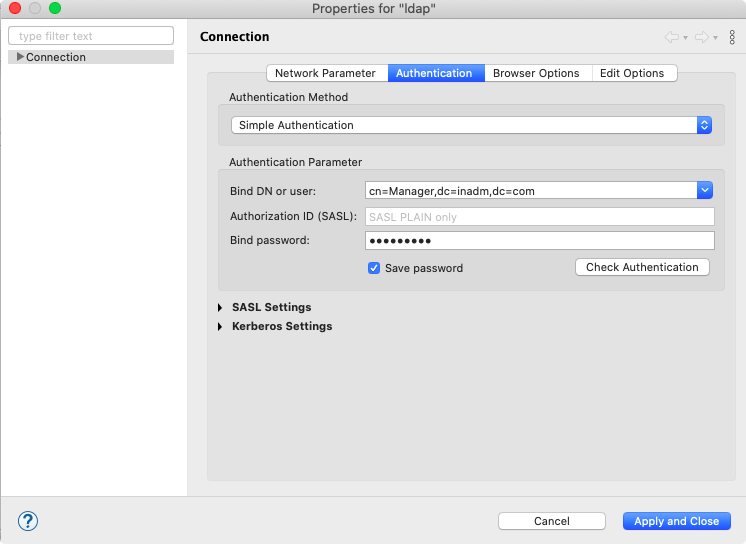 Properties for "ldap"
type filter text
Connection
Connection
Network Parameter
Authentication
Browser Options
Edit Options
Authentication Method
Simple Authentication
Authentication Parameter
Bind DN or user:
cn=Manager,dc=inadm,dc=com
Authorization ID (SASL):
SASL PLAIN only
Bind password:
●●●●●●●●●
Save password
Check Authentication
SASL Settings
Kerberos Settings
?
Cancel
Apply and Close